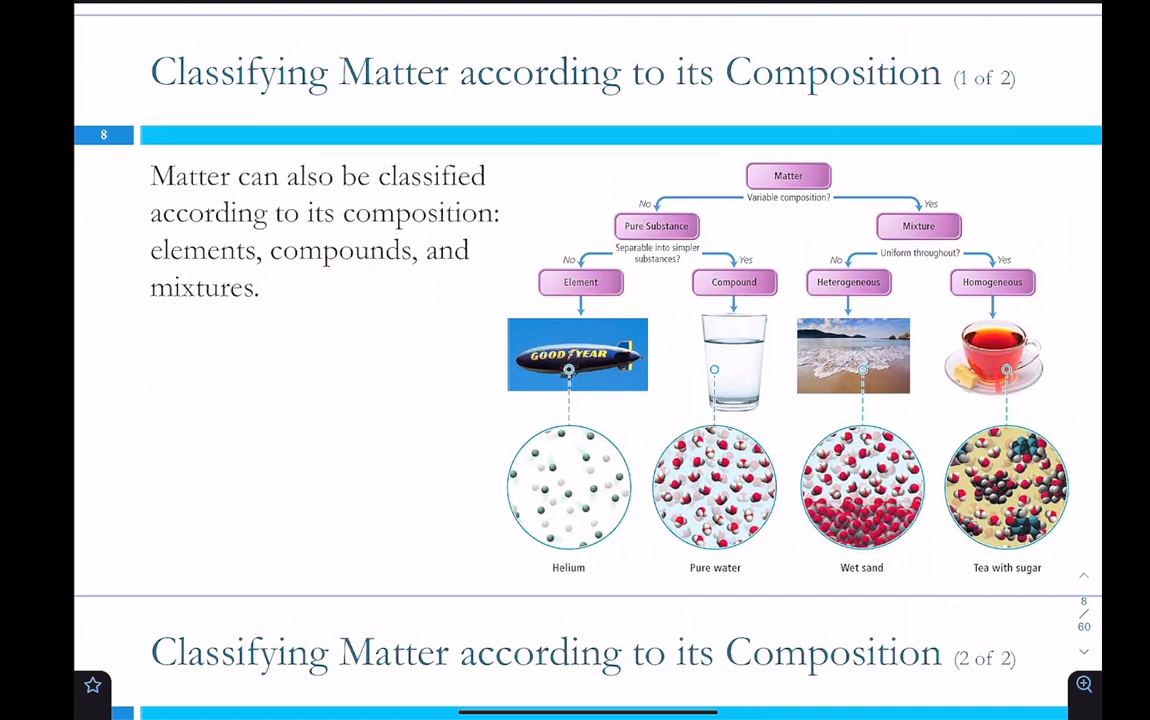 Classifying Matter according to its Composition (1 of 2)
8
Matter can also be classified
according to its composition:
elements, compounds, and
mixtures.
Matter
Variable composition?
No
Yes
Pure Substance
Mixture
Separable into simpler
substances?
No
Yes
Uniform throughout?
No
Yes
Element
Compound
Heterogeneous
Homogeneous
GOODYEAR
Helium
Pure water
Wet sand
Tea with sugar
8
/
60
Classifying Matter according to its Composition (2 of 2)